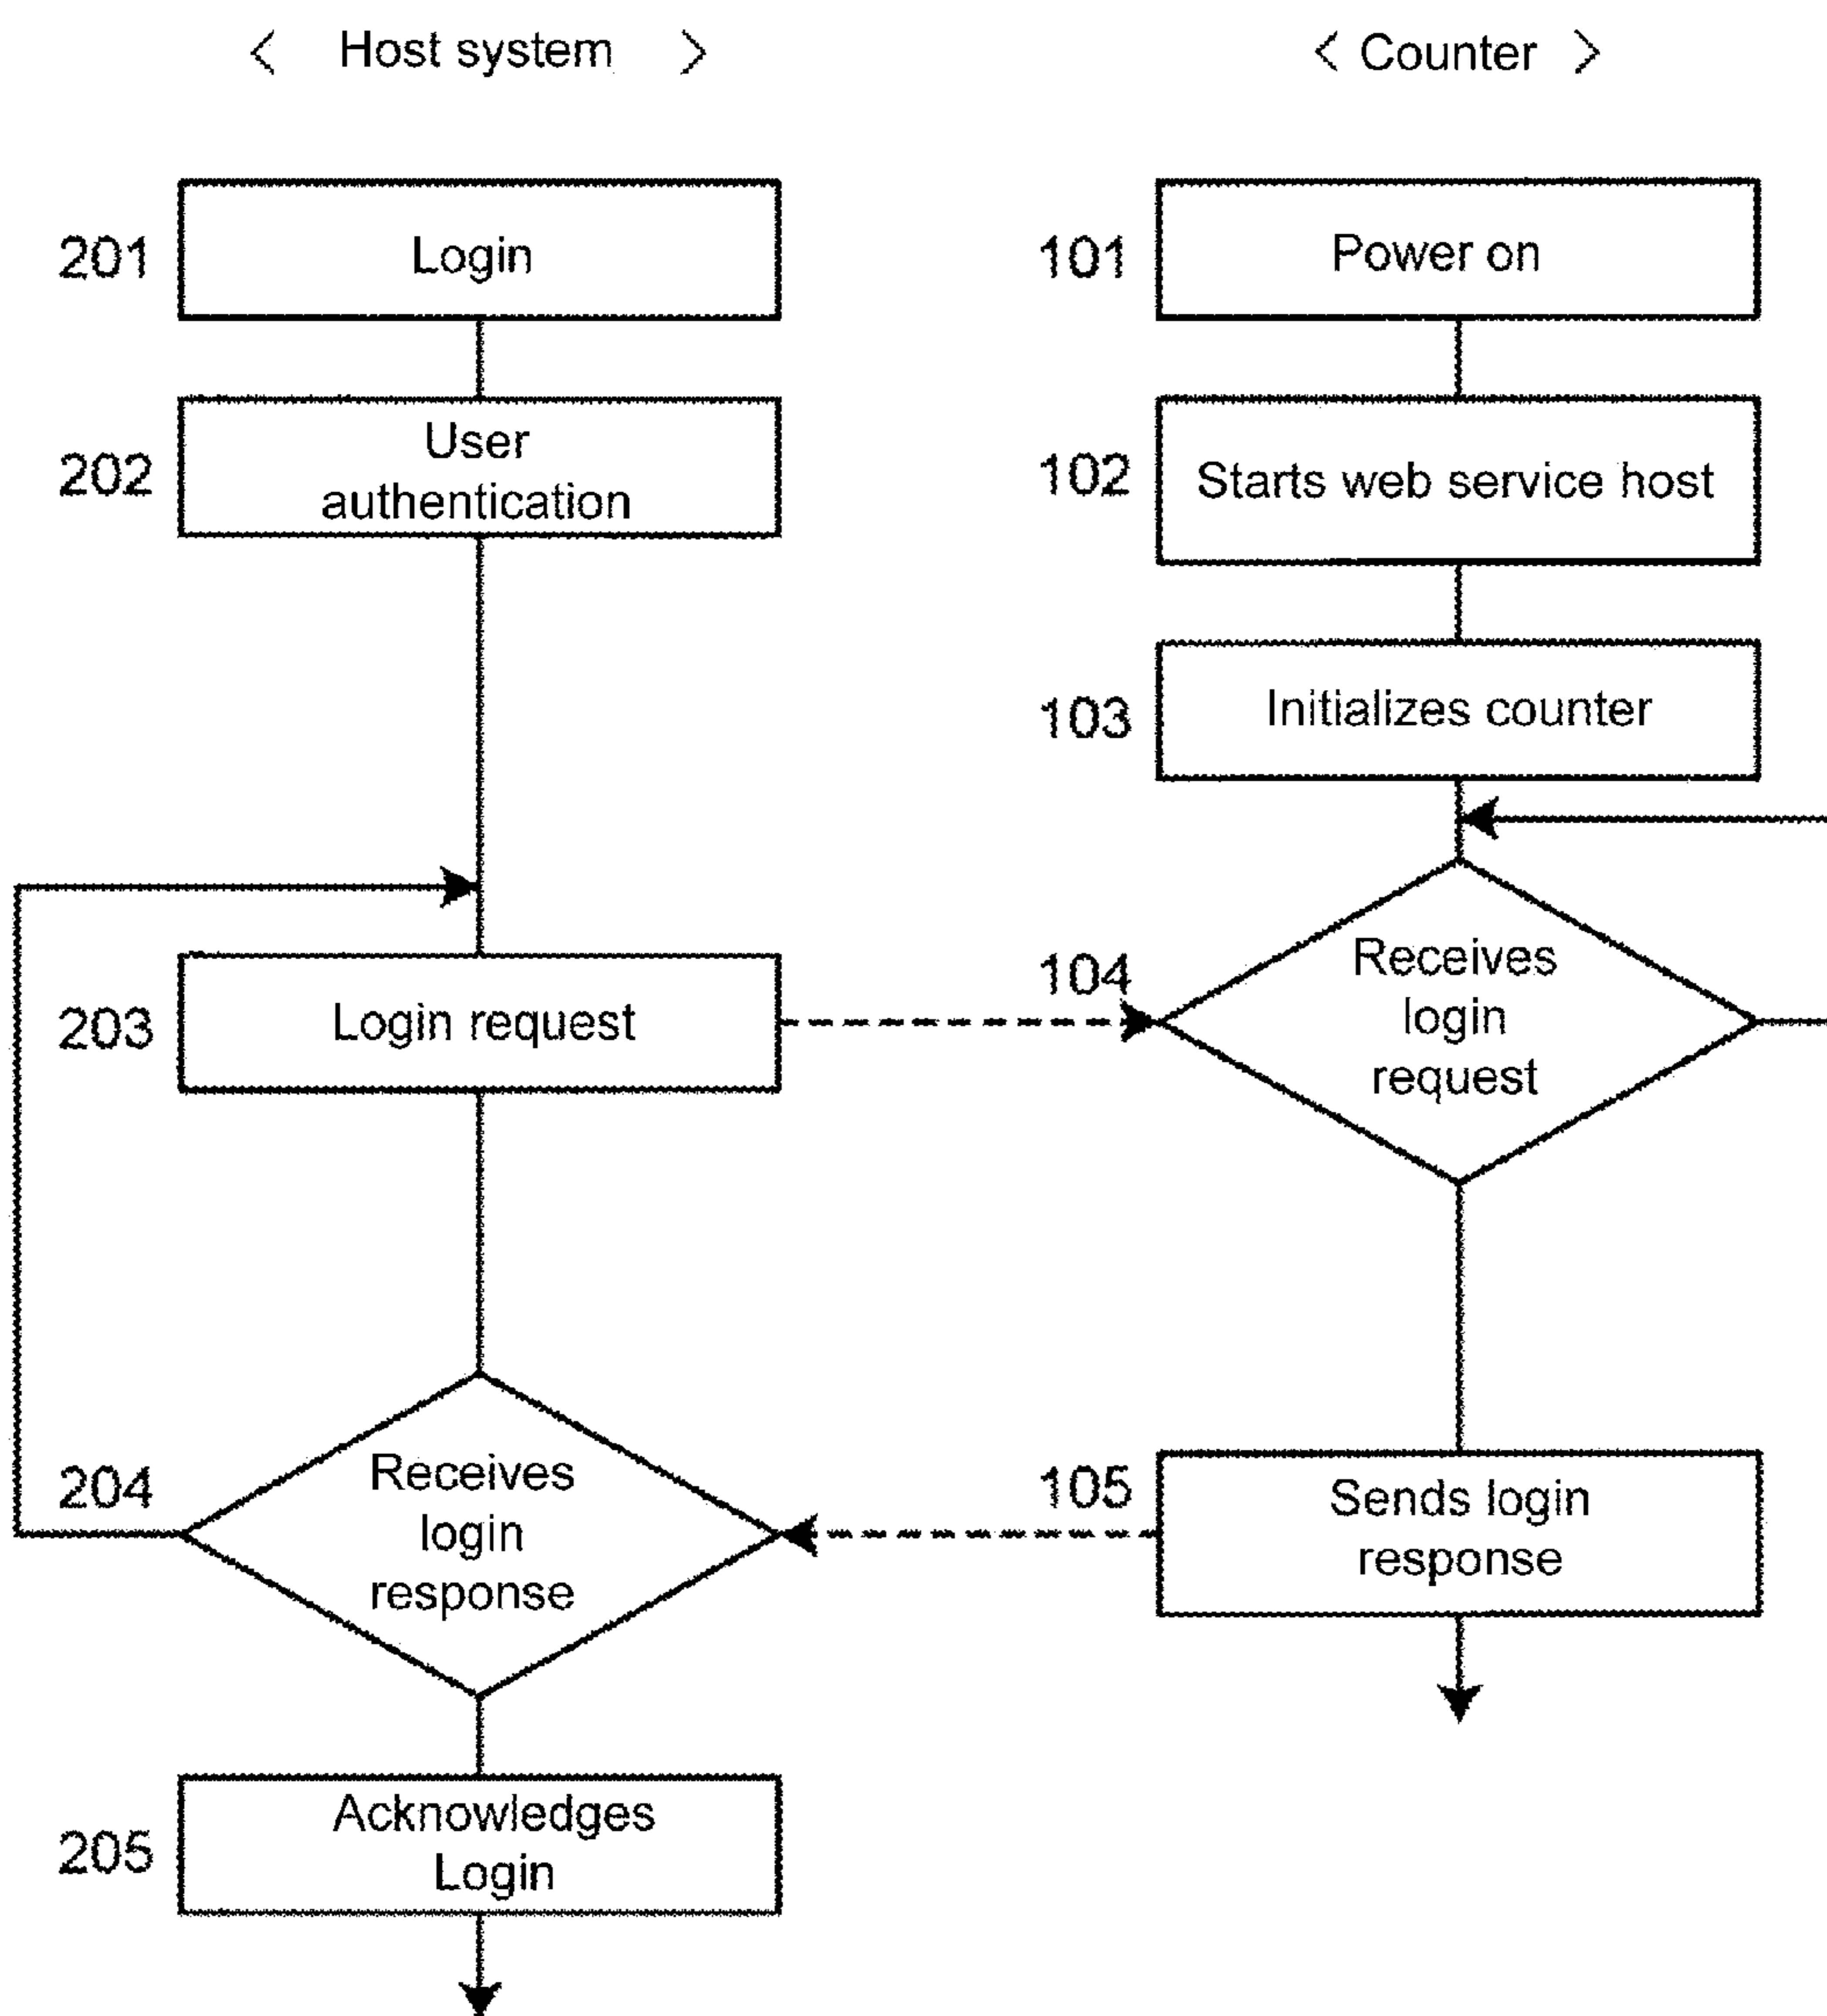 < Host system >
< Counter >
201
Login
101
Power on
202
User
authentication
102
Starts web service host
103
Initializes counter
203
Login request
104
Receives
login
request
204
Receives
login
response
105
Sends login
response
205
Acknowledges
Login